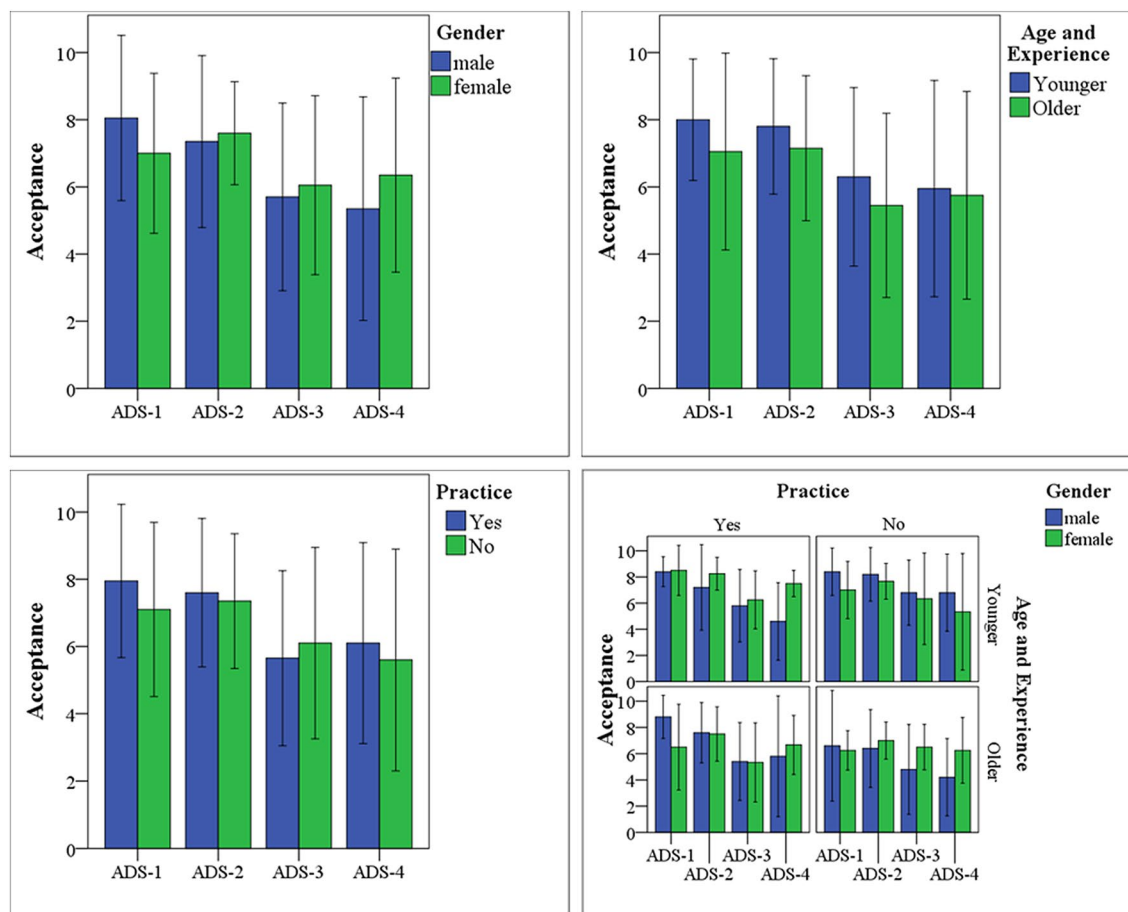 Gender
male
female
Acceptance
10
8
6
4
2
0
ADS-1 ADS-2 ADS-3 ADS-4
Age and
Experience
Younger
Older
Acceptance
10
8
6
4
2
0
ADS-1 ADS-2 ADS-3 ADS-4
Practice
Yes
No
Acceptance
10
8
6
4
2
0
ADS-1 ADS-2 ADS-3 ADS-4
Practice
Gender
male
female
Yes No
Acceptance
10
8
6
4
2
0
Younger
10
8
6
4
2
0
Older
Age and Experience
ADS-1 ADS-3 ADS-1 ADS-3
ADS-2 ADS-4 ADS-2 ADS-4